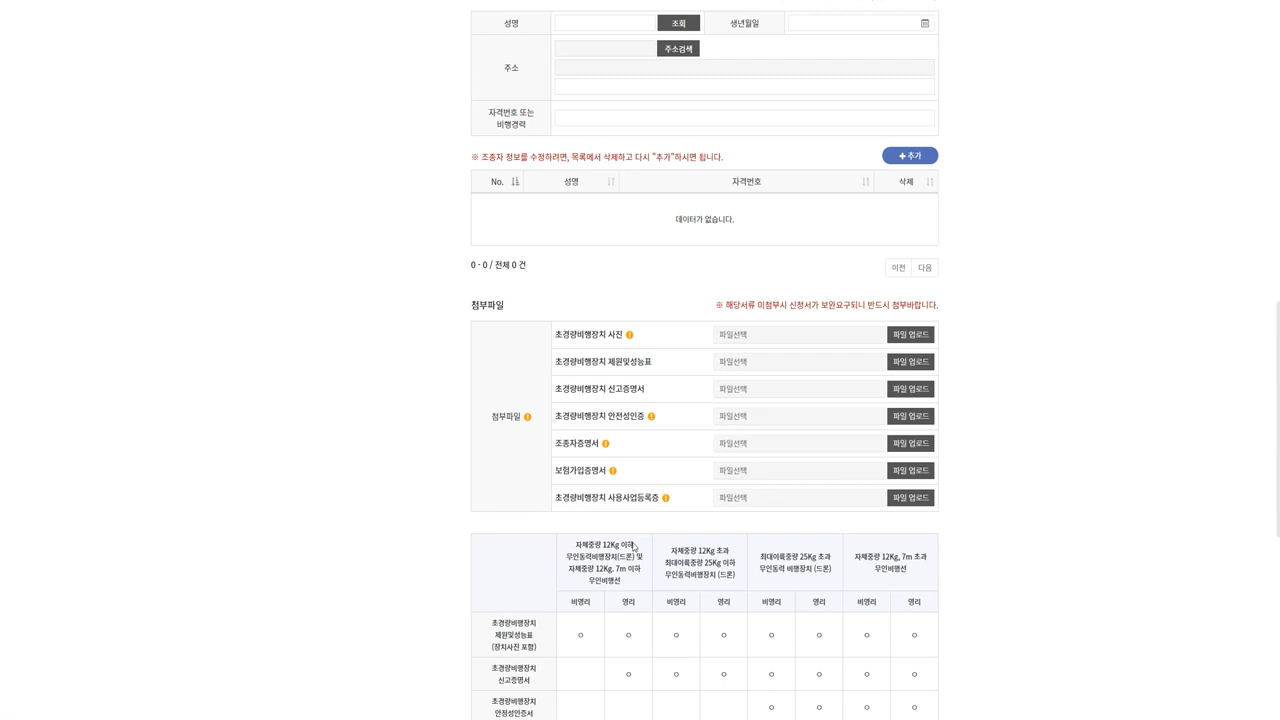 성명 조회 생년월일
주소검색
주소
자격번호 또는
비행경력
※ 조종자 정보를 수정하려면, 목록에서 삭제하고 다시 "추가"하시면 됩니다.
추가
No. 성명 자격번호 삭제
데이터가 없습니다.
0 - 0 / 전체 0 건
이전 다음
첨부파일
※ 해당서류 미첨부시 신청서가 보완요구되니 반드시 첨부바랍니다.
첨부파일
초경량비행장치 사진 파일선택 파일 업로드
초경량비행장치 제원및성능표 파일선택 파일 업로드
초경량비행장치 신고증명서 파일선택 파일 업로드
초경량비행장치 안전성인증 파일선택 파일 업로드
조종자증명서 파일선택 파일 업로드
보험가입증명서 파일선택 파일 업로드
초경량비행장치 사용사업등록증 파일선택 파일 업로드
자체중량 12Kg 이하
무인동력비행장치(드론) 및
자체중량 12Kg. 7m 이하
무인비행선
자체중량 12Kg 초과
최대이륙중량 25Kg 이하
무인동력비행장치 (드론)
최대이륙중량 25Kg 초과
무인동력 비행장치 (드론)
자체중량 12Kg, 7m 초과
무인비행선
비영리 영리 비영리 영리 비영리 영리 비영리 영리
초경량비행장치
제원및성능표
(장치사진 포함)
○ ○ ○ ○ ○ ○ ○ ○
초경량비행장치
신고증명서
○ ○ ○ ○ ○ ○ ○
초경량비행장치
안정성인증서
○ ○ ○ ○